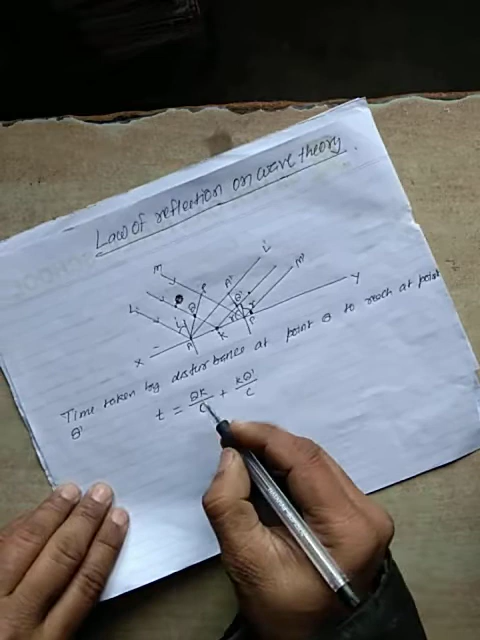 Law of reflection on wave theory.
m
L
P
A'
L'
M'
Q
Q'
i
r
A
K
P'
X
Y
Time taken by disturbance at point Q to reach at point
Q'
t = QK/C + KQ'/C